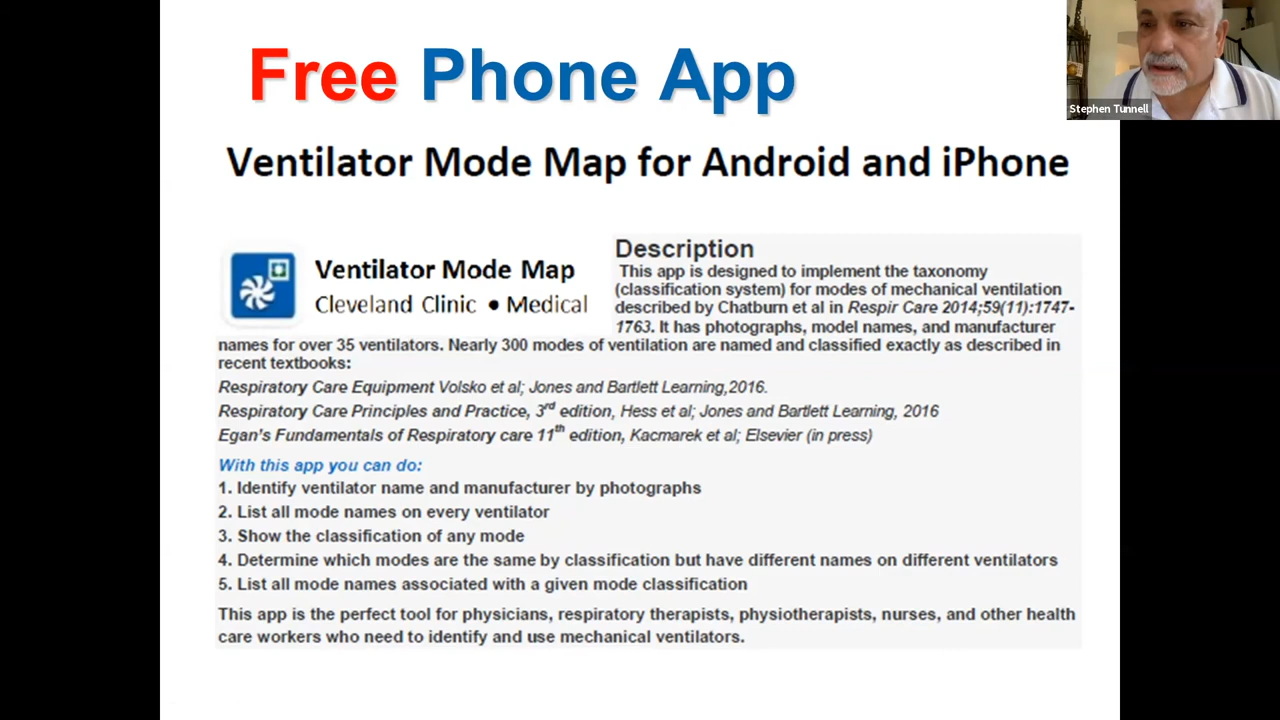 Free Phone App
Stephen Tunnell
Ventilator Mode Map for Android and iPhone
Ventilator Mode Map
Cleveland Clinic • Medical
Description
This app is designed to implement the taxonomy
(classification system) for modes of mechanical ventilation
described by Chatburn et al in Respir Care 2014;59(11):1747-
1763. It has photographs, model names, and manufacturer
names for over 35 ventilators. Nearly 300 modes of ventilation are named and classified exactly as described in
recent textbooks:
Respiratory Care Equipment Volsko et al; Jones and Bartlett Learning,2016.
Respiratory Care Principles and Practice, 3rd edition, Hess et al; Jones and Bartlett Learning, 2016
Egan's Fundamentals of Respiratory care 11th edition, Kacmarek et al; Elsevier (in press)
With this app you can do:
1. Identify ventilator name and manufacturer by photographs
2. List all mode names on every ventilator
3. Show the classification of any mode
4. Determine which modes are the same by classification but have different names on different ventilators
5. List all mode names associated with a given mode classification
This app is the perfect tool for physicians, respiratory therapists, physiotherapists, nurses, and other health
care workers who need to identify and use mechanical ventilators.